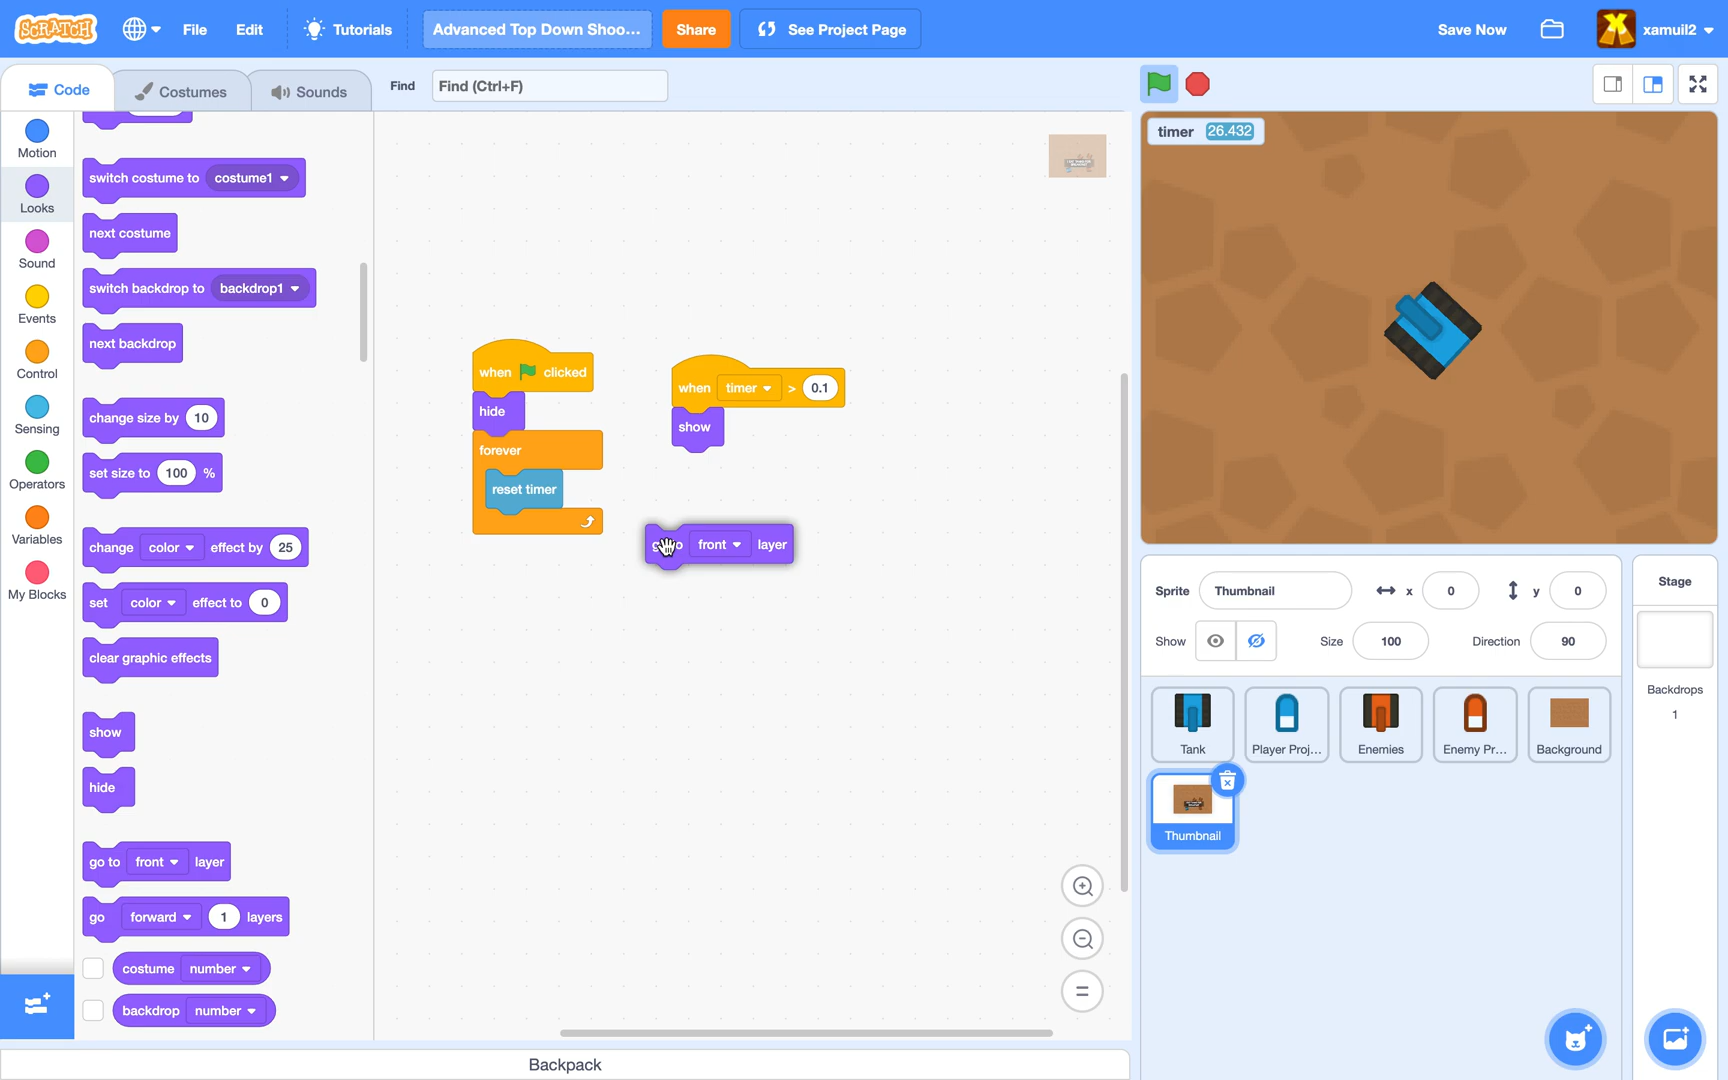 SCRATCH
File
Edit
Tutorials
Advanced Top Down Shoo...
Share
See Project Page
Save Now
xamuil2
Code
Costumes
Sounds
Find
Find (Ctrl+F)
Motion
Looks
Sound
Events
Control
Sensing
Operators
Variables
My Blocks
switch costume to costume1
next costume
switch backdrop to backdrop1
next backdrop
change size by 10
set size to 100 %
change color effect by 25
set color effect to 0
clear graphic effects
show
hide
go to front layer
go forward 1 layers
costume number
backdrop number
when clicked
hide
forever
reset timer
when timer > 0.1
show
front layer
timer 26.432
Sprite Thumbnail
x 0
y 0
Show
Size 100
Direction 90
Tank
Player Proj...
Enemies
Enemy Pr...
Background
Thumbnail
Stage
Backdrops
1
Backpack